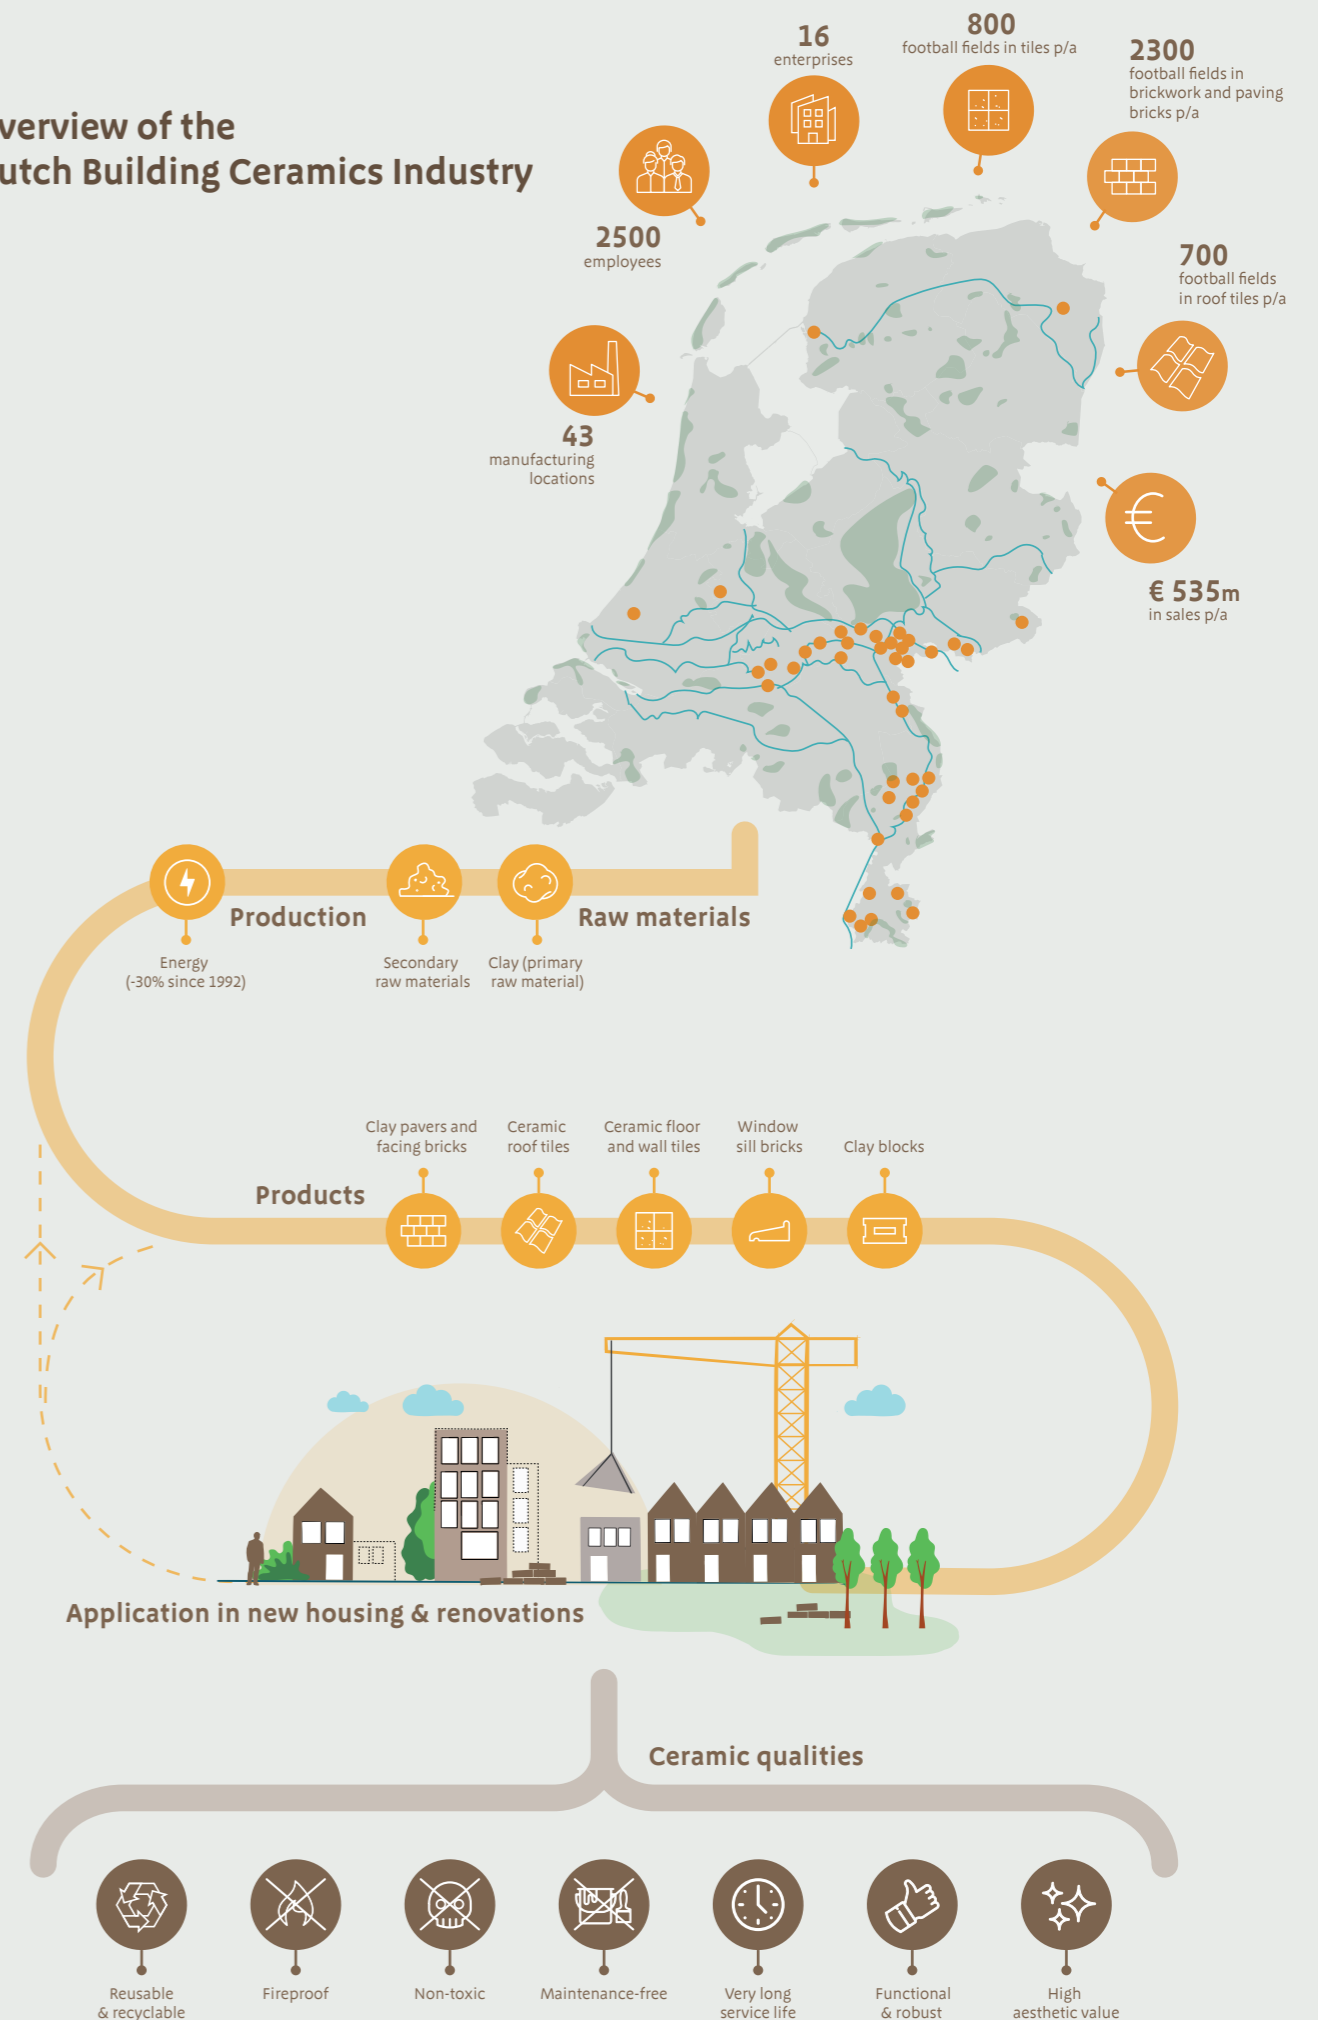 verview of the
utch Building Ceramics Industry
16
enterprises
800
football fields in tiles p/a
2300
football fields in
brickwork and paving
bricks p/a
2500
employees
700
football fields
in roof tiles p/a
43
manufacturing
locations
€ 535m
in sales p/a
Production
Raw materials
Energy
(-30% since 1992)
Secondary
raw materials
Clay (primary
raw material)
Clay pavers and
facing bricks
Ceramic
roof tiles
Ceramic floor
and wall tiles
Window
sill bricks
Clay blocks
Products
Application in new housing & renovations
Ceramic qualities
Reusable
& recyclable
Fireproof
Non-toxic
Maintenance-free
Very long
service life
Functional
& robust
High
aesthetic value